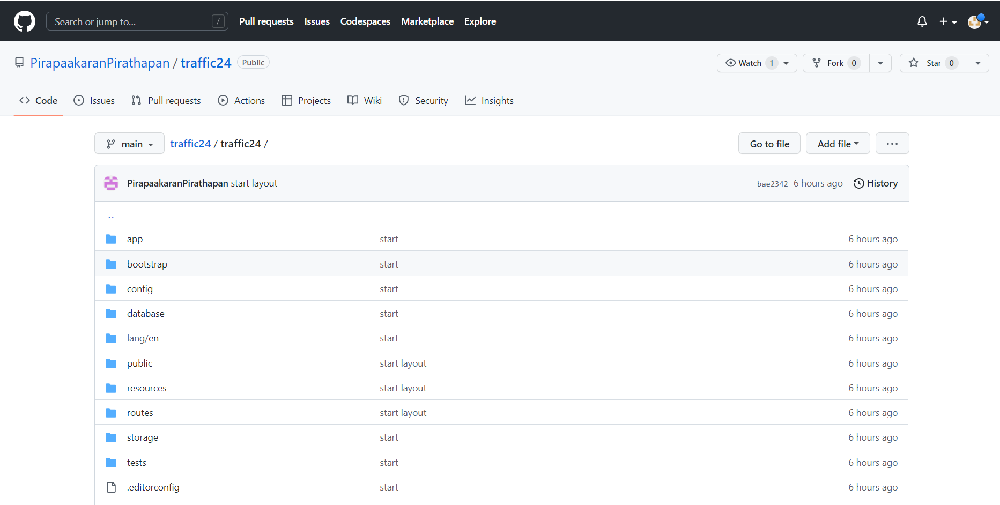 Search or jump to... / Pull requests Issues Codespaces Marketplace Explore
PirapaakaranPirathapan / traffic24 Public Watch 1 Fork 0 Star 0
Code Issues Pull requests Actions Projects Wiki Security Insights
main traffic24 / traffic24 / Go to file Add file ...
PirapaakaranPirathapan start layout bae2342 6 hours ago History
..
app start 6 hours ago
bootstrap start 6 hours ago
config start 6 hours ago
database start 6 hours ago
lang/en start 6 hours ago
public start layout 6 hours ago
resources start layout 6 hours ago
routes start layout 6 hours ago
storage start 6 hours ago
tests start 6 hours ago
.editorconfig start 6 hours ago